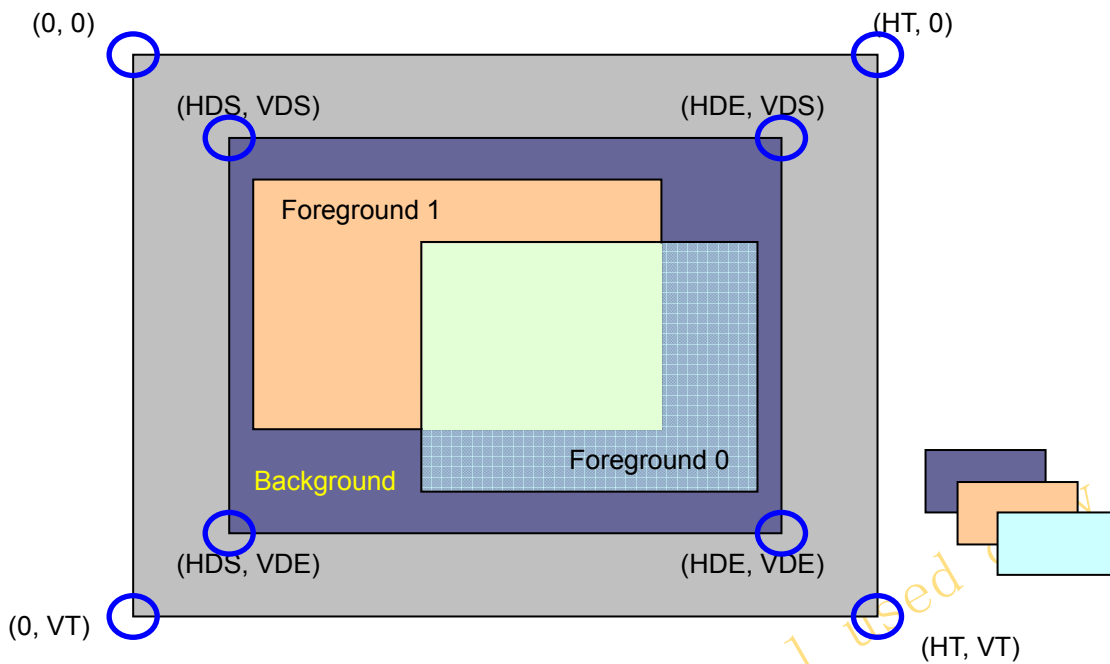 (0, 0)
(HT, 0)
(HDS, VDS)
(HDE, VDS)
Foreground 1
Foreground 0
Background
(HDS, VDE)
(HDE, VDE)
(0, VT)
(HT, VT)
used